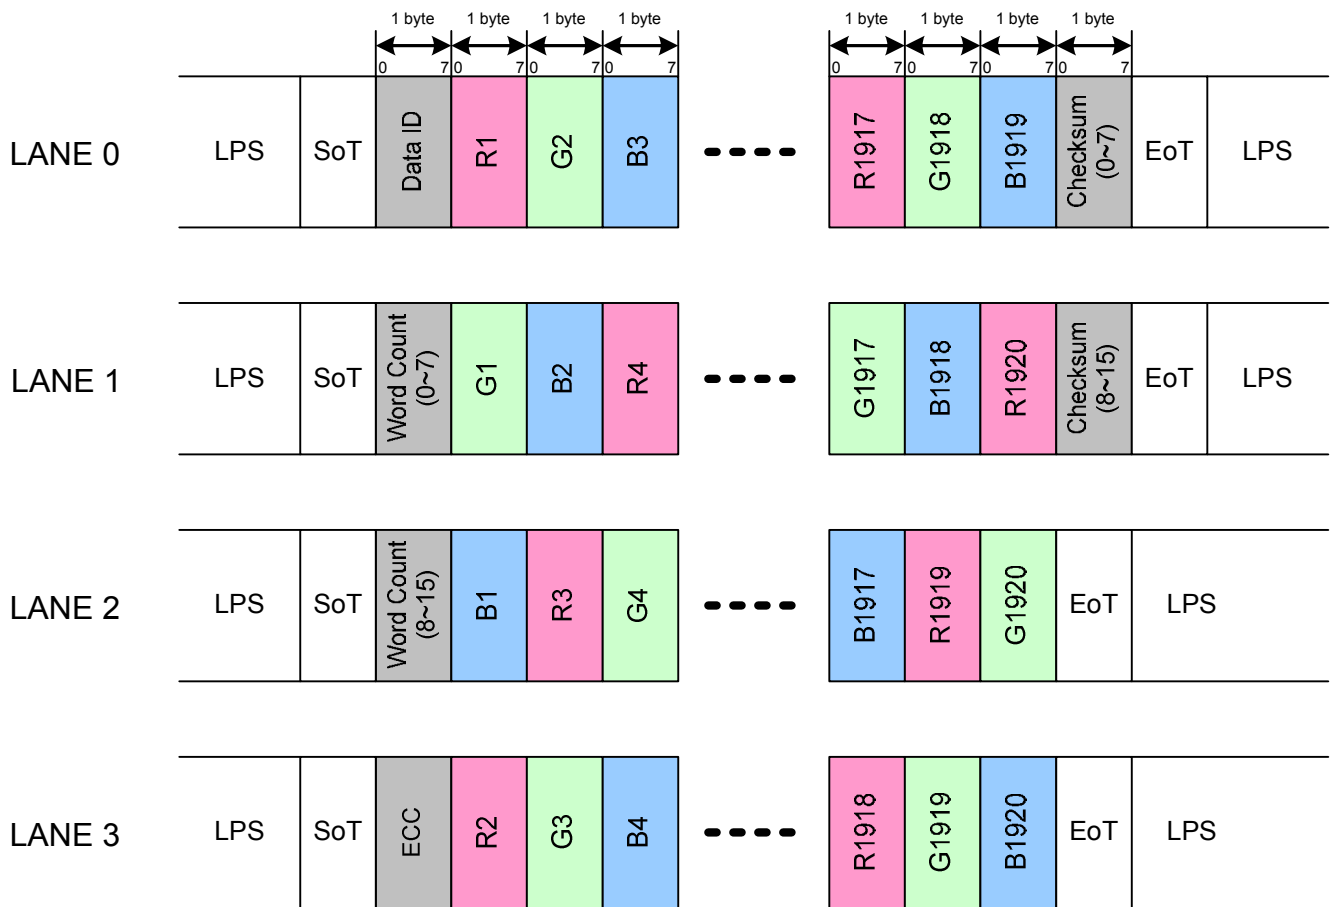 1 byte 1 byte 1 byte 1 byte 1 byte 1 byte 1 byte 1 byte
0 7 0 7 0 7 0 7 0 7 0 7 0 7 0 7
LANE 0 LPS SoT Data ID R1 G2 B3 R1917 G1918 B1919 Checksum
(0~7) EoT LPS
LANE 1 LPS SoT Word Count
(0~7) G1 B2 R4 G1917 B1918 R1920 Checksum
(8~15) EoT LPS
LANE 2 LPS SoT Word Count
(8~15) B1 R3 G4 B1917 R1919 G1920 EoT LPS
LANE 3 LPS SoT ECC R2 G3 B4 R1918 G1919 B1920 EoT LPS